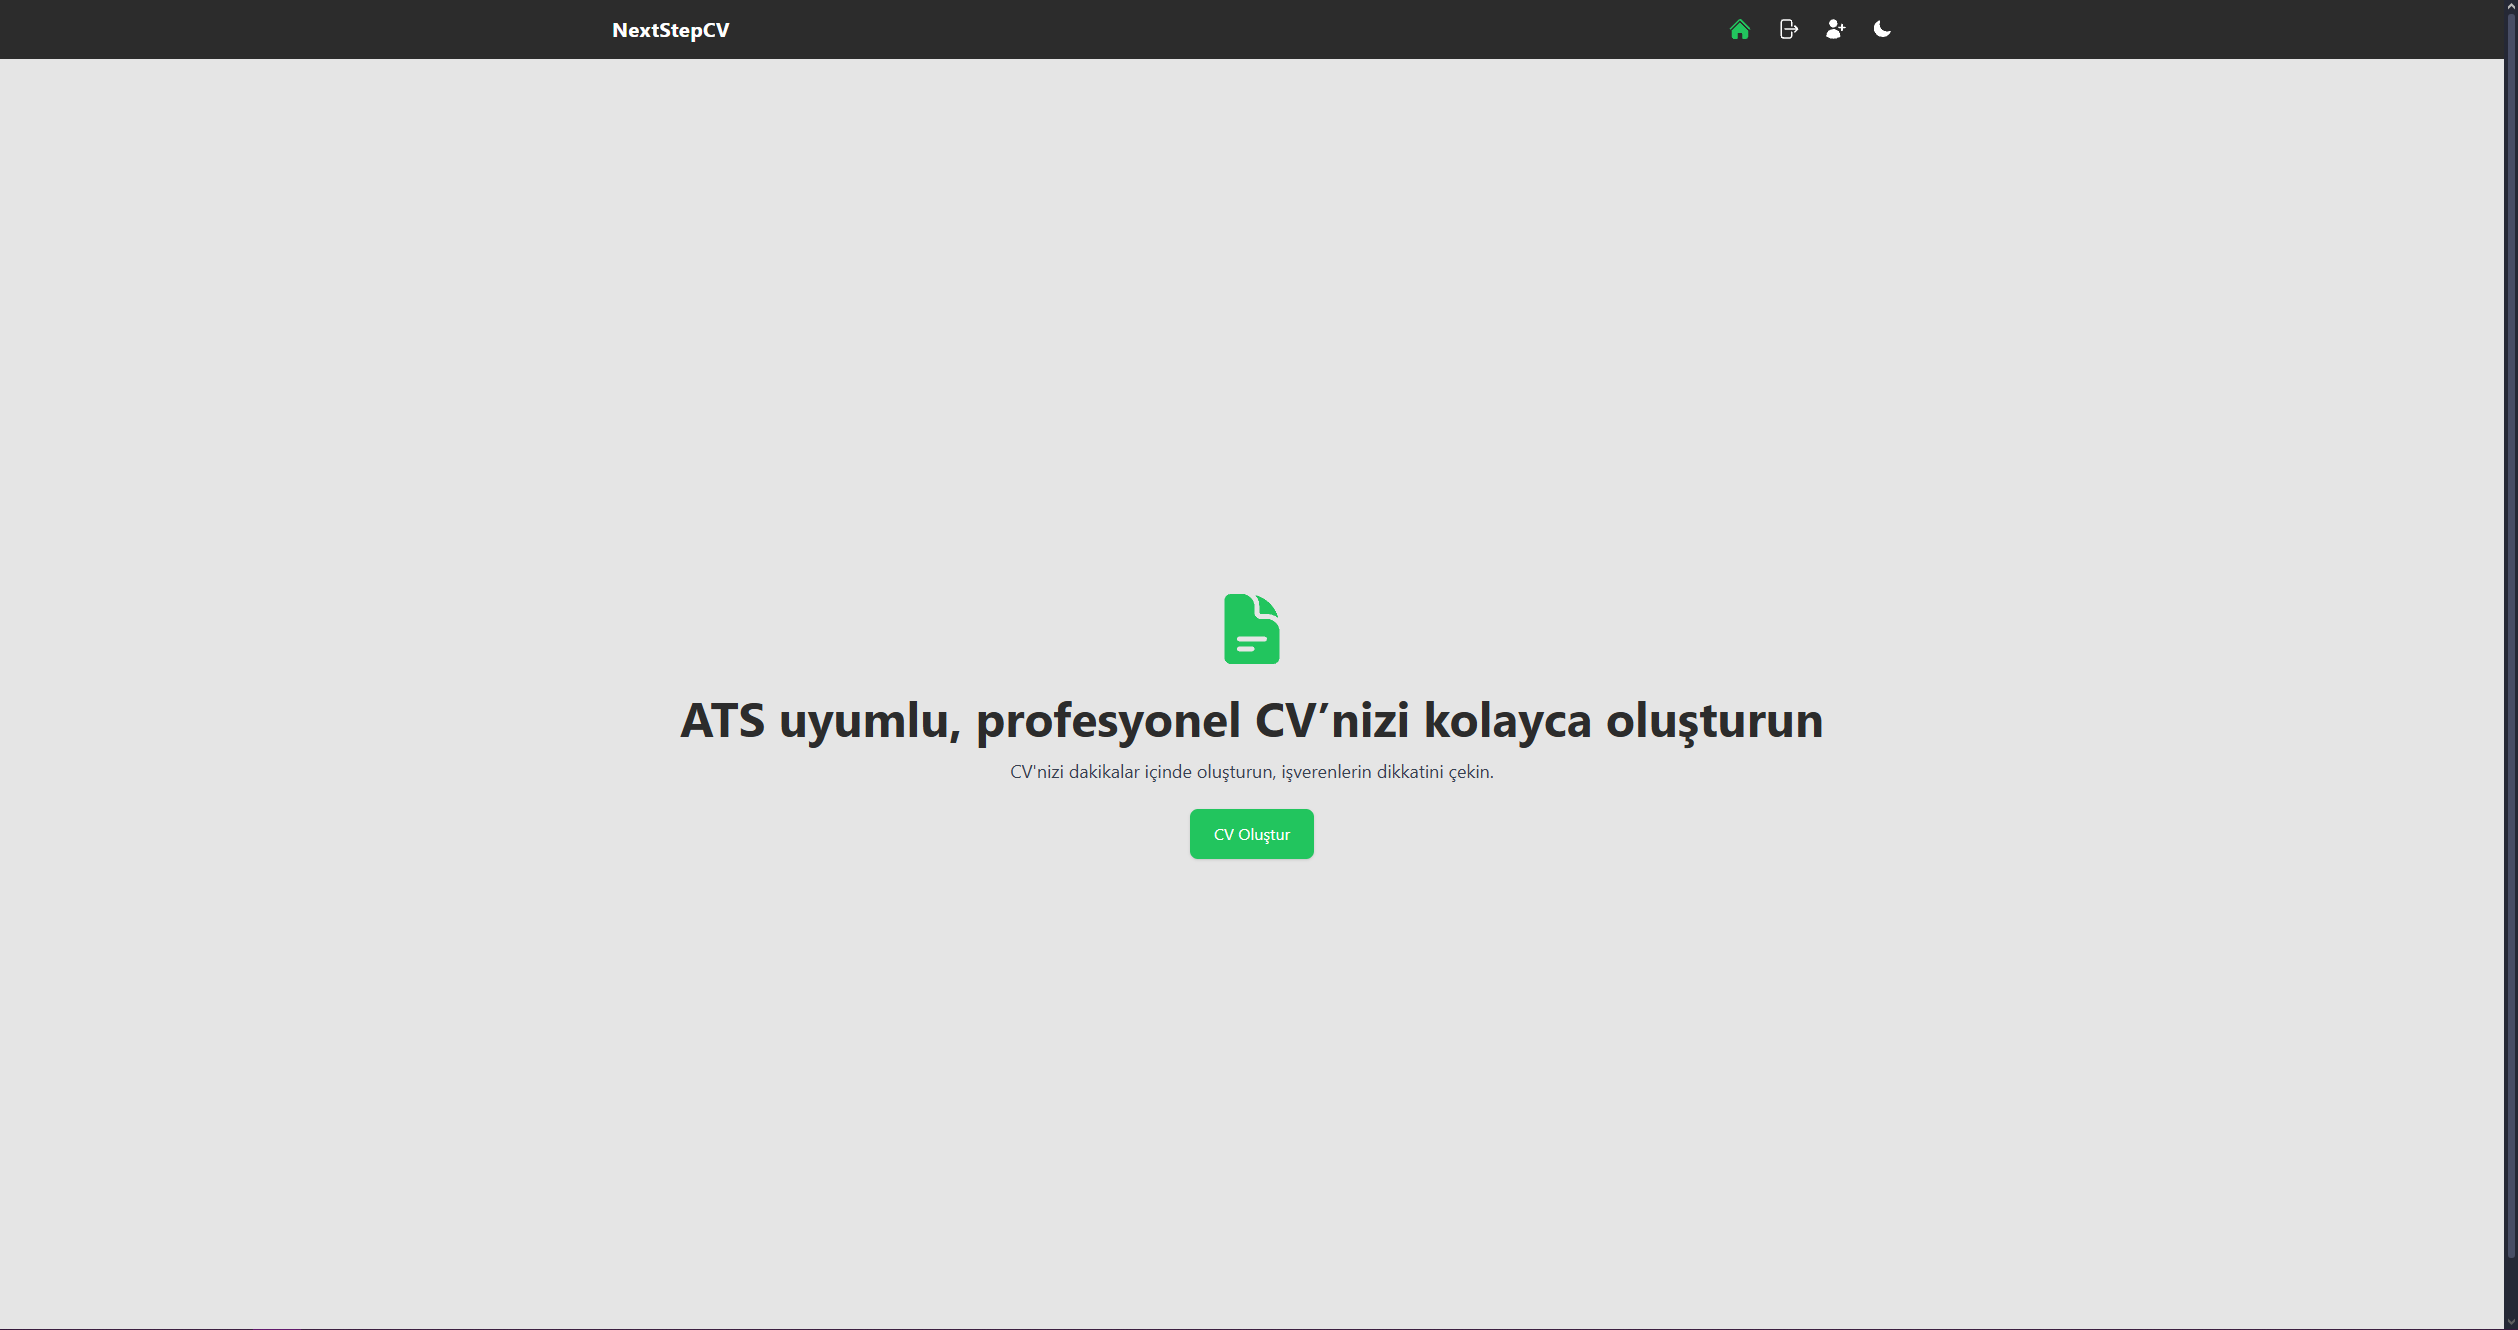 NextStepCV
ATS uyumlu, profesyonel CV’nizi kolayca oluşturun
CV'nizi dakikalar içinde oluşturun, işverenlerin dikkatini çekin.
CV Oluştur